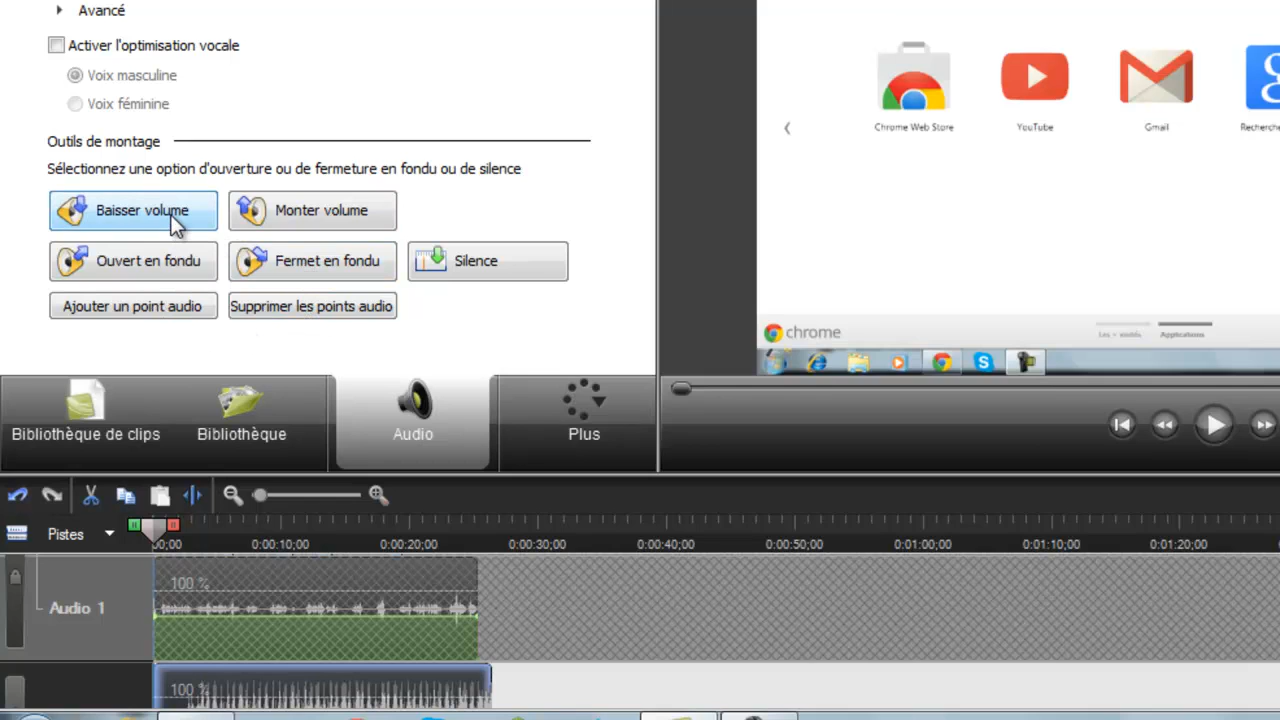 Avancé
Activer l'optimisation vocale
Voix masculine
Voix féminine
Outils de montage
Sélectionnez une option d'ouverture ou de fermeture en fondu ou de silence
Baisser volume
Monter volume
Ouvert en fondu
Fermet en fondu
Silence
Ajouter un point audio
Supprimer les points audio
Chrome Web Store
YouTube
Gmail
Recherche
chrome
Applications
Bibliothèque de clips
Bibliothèque
Audio
Plus
Pistes
00;00
0:00:10;00
0:00:20;00
0:00:30;00
0:00:40;00
0:00:50;00
0:01:00;00
0:01:10;00
0:01:20;00
Audio 1
100 %
100 %